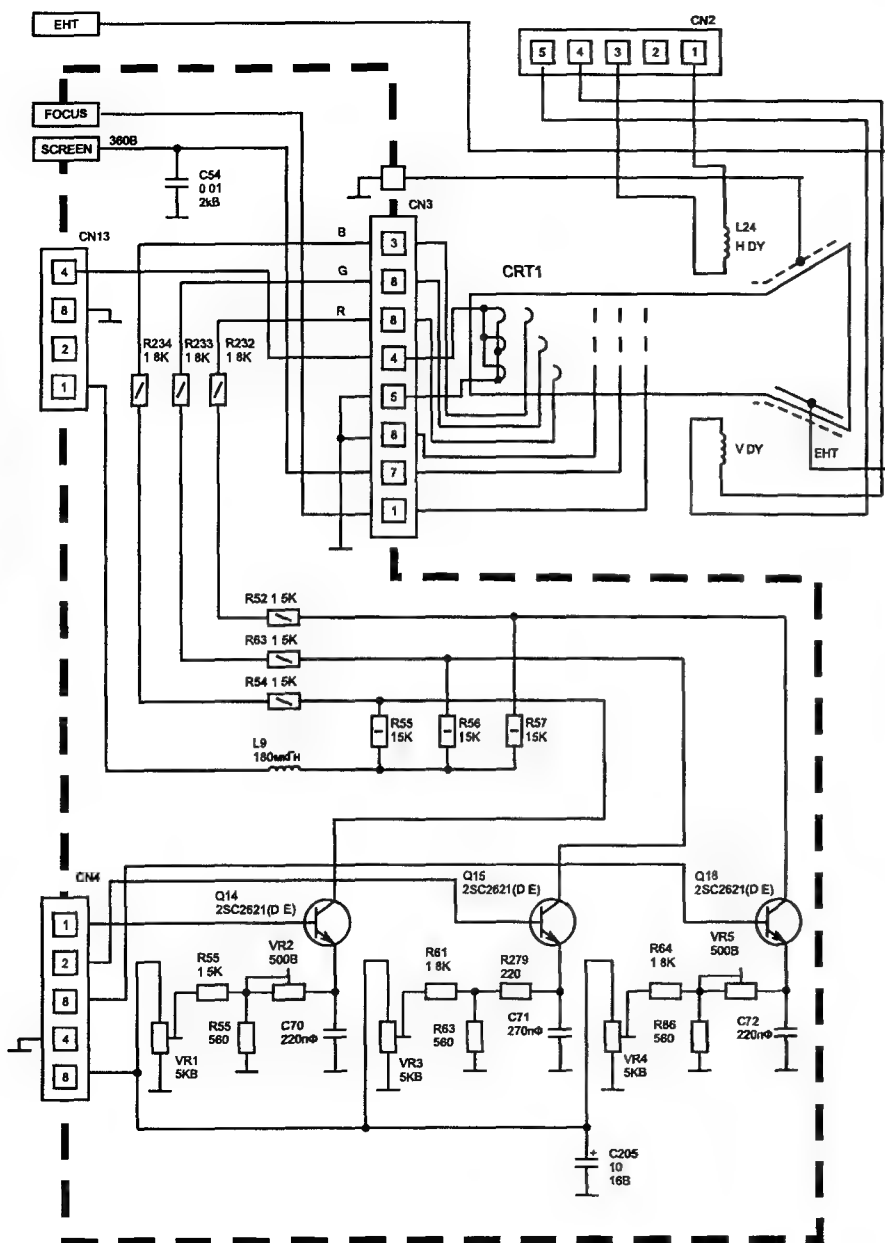 EHT
CN2
5 4 3 2 1
FOCUS
SCREEN
360В
C54
0 01
2kВ
CN13
4
8
2
1
CN3
3
8
8
4
5
6
7
1
B
G
R
R234
1 8K
R233
1 8K
R232
1 8K
CRT1
L24
H DY
V DY
EHT
R52 1 5K
R63 1 5K
R54 1 5K
R55
15K
R56
15K
R57
15K
L9
180мкГн
CN4
1
2
8
4
8
Q14
2SC2621(D E)
Q15
2SC2621(D E)
Q18
2SC2621(D E)
R55
1 5K
VR2
500B
R55
560
C70
220пФ
VR1
5KB
R61
1 8K
R279
220
R63
560
C71
270пФ
VR3
5KB
R64
1 8K
VR5
500B
R86
560
C72
220пФ
VR4
5KB
+ C205
10
16В